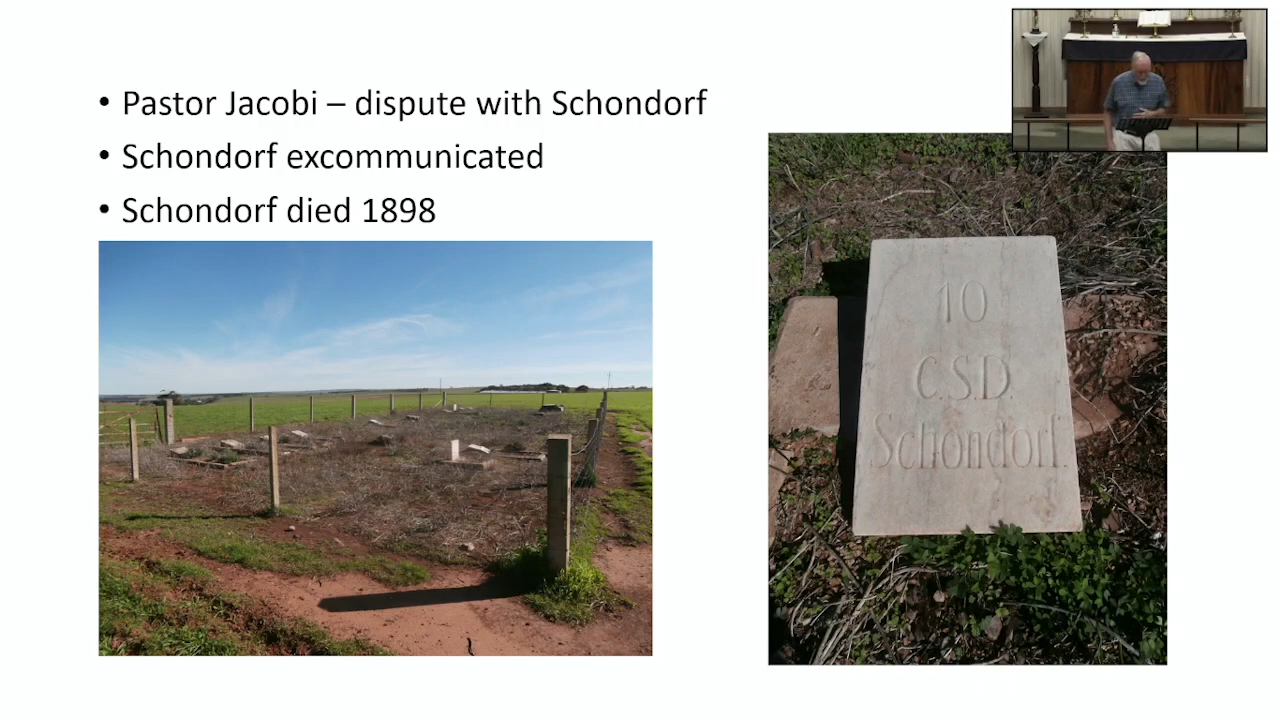 • Pastor Jacobi – dispute with Schondorf
• Schondorf excommunicated
• Schondorf died 1898
10
C.S.D.
Schondorf.